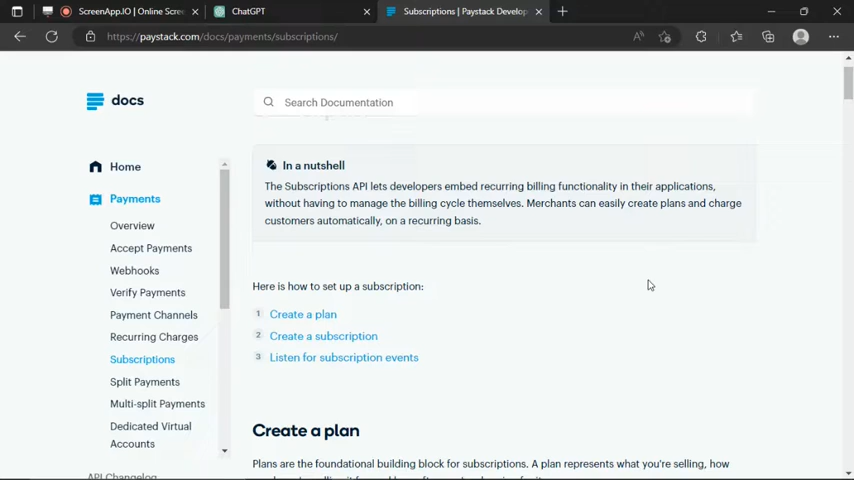 ScreenApp.IO | Online Scree
ChatGPT
Subscriptions | Paystack Develop
https://paystack.com/docs/payments/subscriptions/
docs
Search Documentation
Home
Payments
Overview
Accept Payments
Webhooks
Verify Payments
Payment Channels
Recurring Charges
Subscriptions
Split Payments
Multi-split Payments
Dedicated Virtual
Accounts
API Changelog
In a nutshell
The Subscriptions API lets developers embed recurring billing functionality in their applications,
without having to manage the billing cycle themselves. Merchants can easily create plans and charge
customers automatically, on a recurring basis.
Here is how to set up a subscription:
1 Create a plan
2 Create a subscription
3 Listen for subscription events
Create a plan
Plans are the foundational building block for subscriptions. A plan represents what you're selling, how